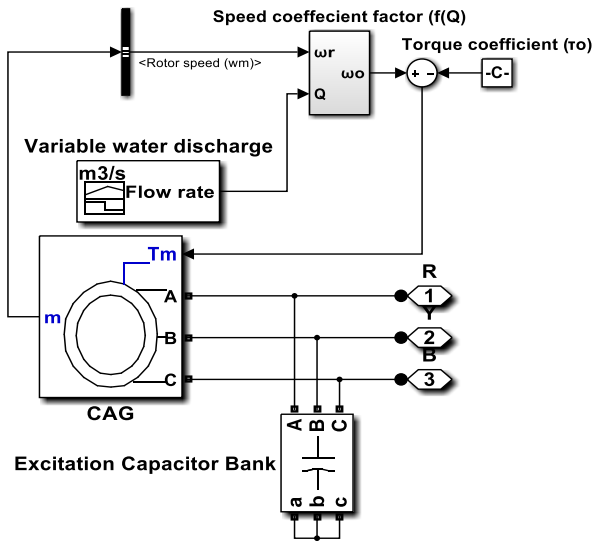 Speed coeffecient factor (f(Q)
Torque coefficient (τo)
<Rotor speed (wm)>
ωr
ωo
Q
+ −
-C-
Variable water discharge
m3/s
Flow rate
Tm
m
A
B
C
R
1
Y
2
B
3
CAG
A B C
Excitation Capacitor Bank
a b c